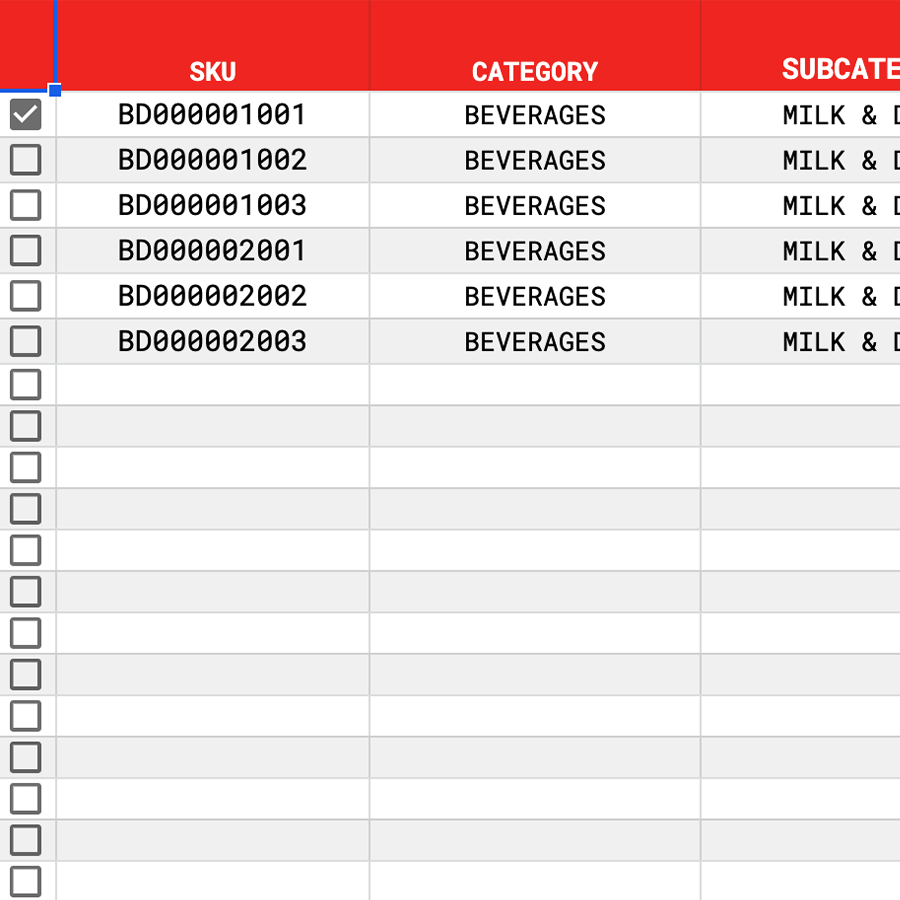 SKU CATEGORY SUBCATE
BD000001001 BEVERAGES MILK &
BD000001002 BEVERAGES MILK &
BD000001003 BEVERAGES MILK &
BD000002001 BEVERAGES MILK &
BD000002002 BEVERAGES MILK &
BD000002003 BEVERAGES MILK &